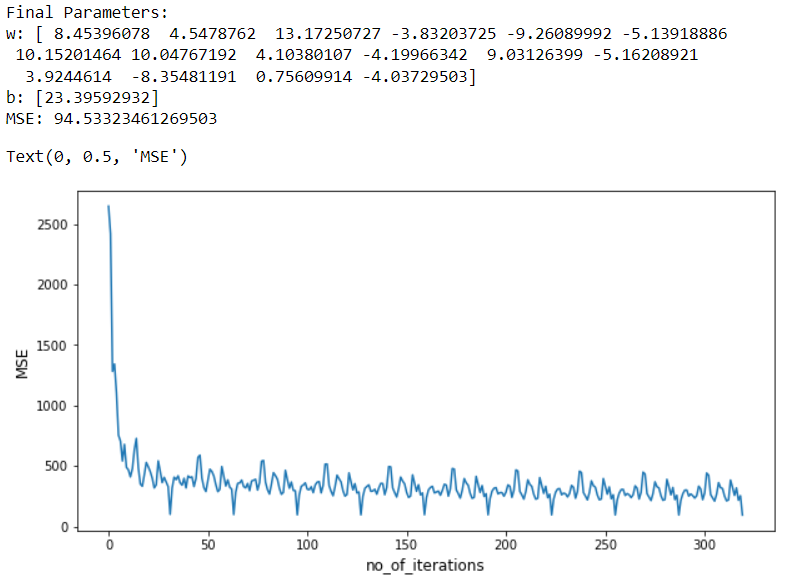 Final Parameters:
w: [ 8.45396078  4.5478762  13.17250727 -3.83203725 -9.26089992 -5.13918886
 10.15201464 10.04767192  4.10380107 -4.19966342  9.03126399 -5.16208921
  3.9244614  -8.35481191  0.75609914 -4.03729503]
b: [23.39592932]
MSE: 94.53323461269503
Text(0, 0.5, 'MSE')
2500
2000
1500
1000
500
0
MSE
0 50 100 150 200 250 300
no_of_iterations